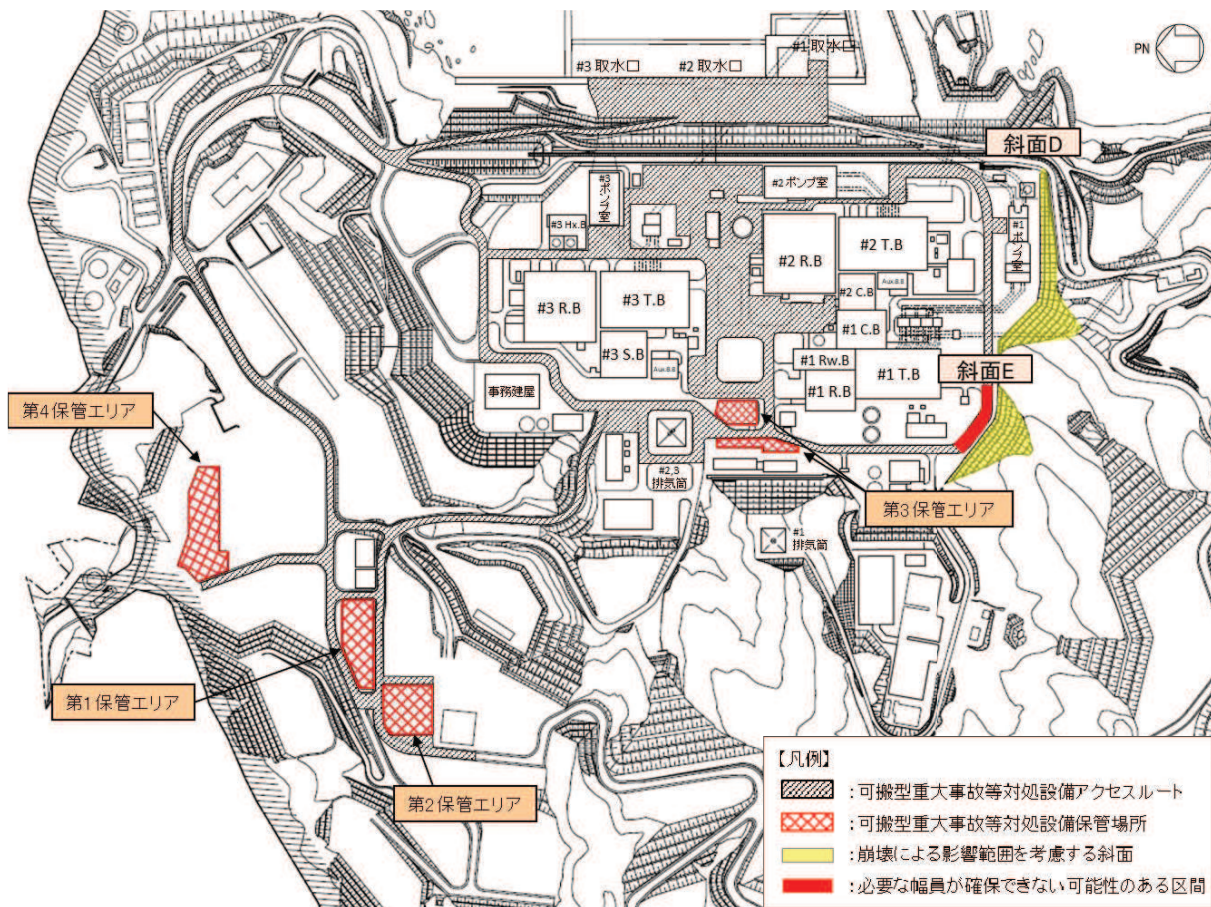 #1 取水口
#3 取水口
#2 取水口
PN
斜面D
#3 ポンプ室
#2 ポンプ室
#1 ポンプ室
#3 Hx.B
#2 R.B
#2 T.B
#3 R.B
#3 T.B
#2 C.B
Aux.B.B
#1 C.B
#3 S.B
Aux.B.B
#1 Rw.B
#1 R.B
#1 T.B
斜面E
事務建屋
第4保管エリア
#2,3
排気筒
第3保管エリア
#1
排気筒
第1保管エリア
第2保管エリア
【凡例】
:可搬型重大事故等対処設備アクセスルート
:可搬型重大事故等対処設備保管場所
:崩壊による影響範囲を考慮する斜面
:必要な幅員が確保できない可能性のある区間